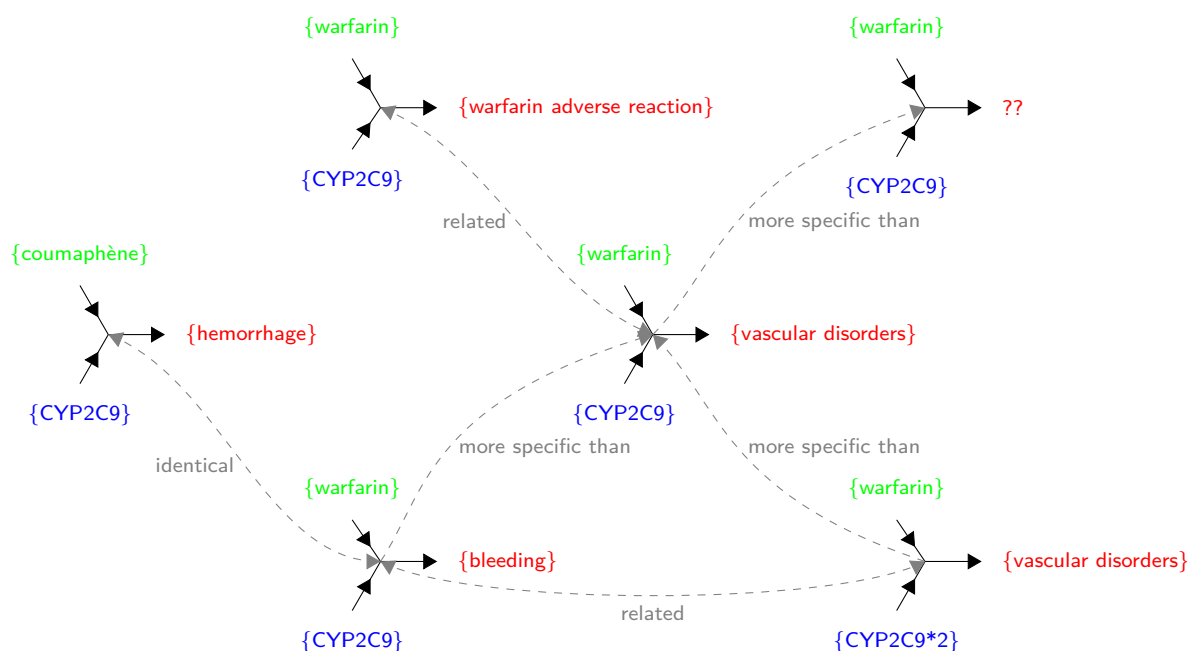 {warfarin}
{warfarin}
{warfarin adverse reaction}
??
{CYP2C9}
{CYP2C9}
related
more specific than
{coumaphène}
{warfarin}
{hemorrhage}
{vascular disorders}
{CYP2C9}
{CYP2C9}
more specific than
more specific than
identical
{warfarin}
{warfarin}
{bleeding}
{vascular disorders}
related
{CYP2C9}
{CYP2C9*2}